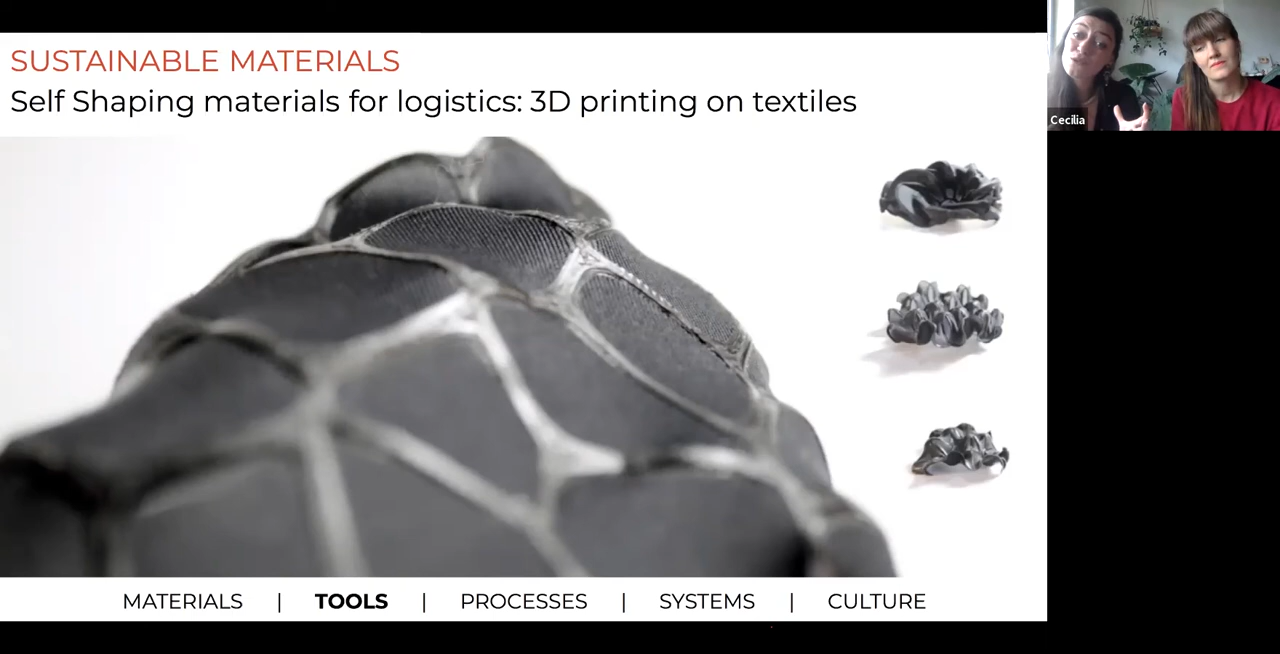 SUSTAINABLE MATERIALS
Self Shaping materials for logistics: 3D printing on textiles
Cecilia
MATERIALS | TOOLS | PROCESSES | SYSTEMS | CULTURE